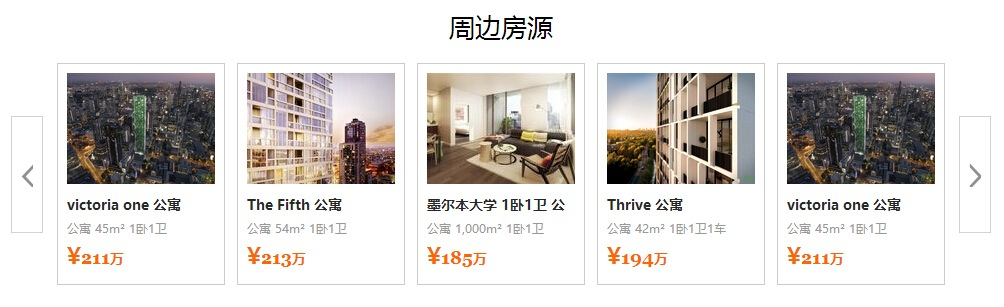 周边房源
victoria one 公寓
公寓 45m² 1卧1卫
¥211万
The Fifth 公寓
公寓 54m² 1卧1卫
¥213万
墨尔本大学 1卧1卫 公
公寓 1,000m² 1卧1卫
¥185万
Thrive 公寓
公寓 42m² 1卧1卫1车
¥194万
victoria one 公寓
公寓 45m² 1卧1卫
¥211万